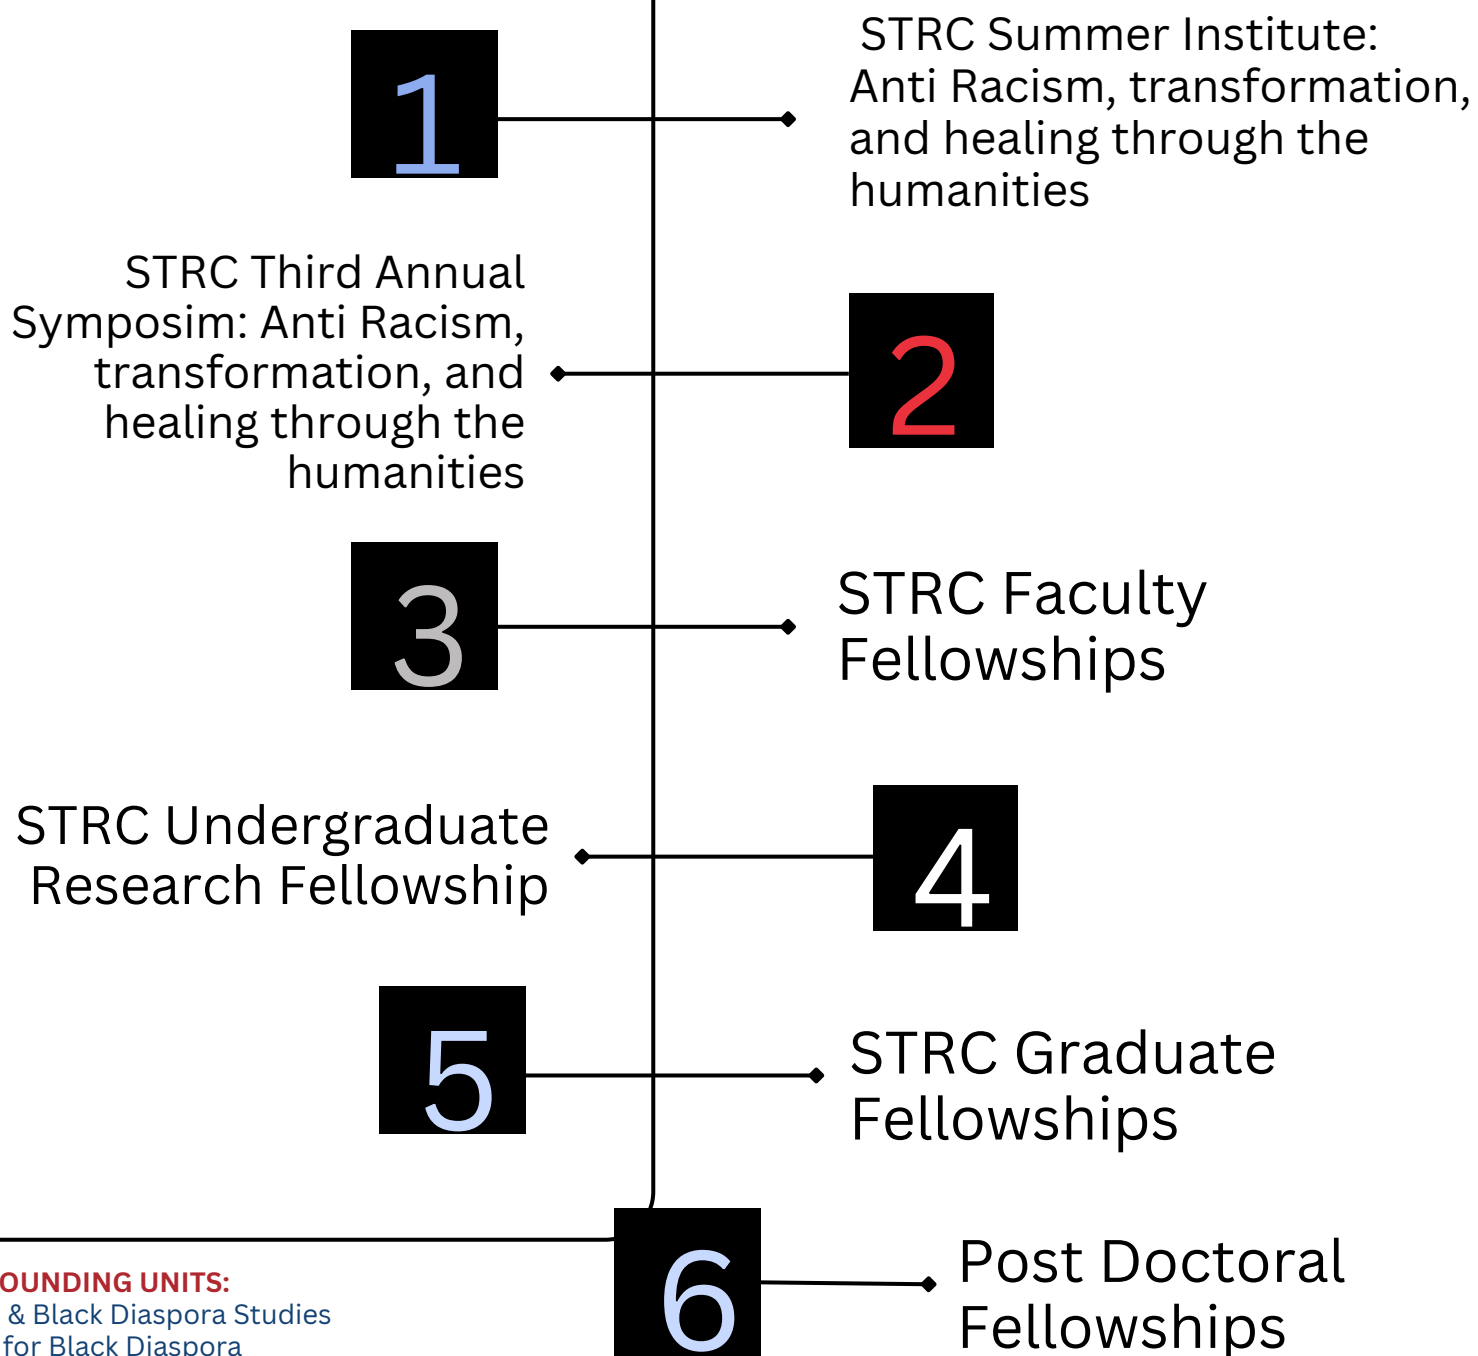 1
STRC Summer Institute:
Anti Racism, transformation,
and healing through the
humanities
STRC Third Annual
Symposim: Anti Racism,
transformation, and
healing through the
humanities
2
3
STRC Faculty
Fellowships
STRC Undergraduate
Research Fellowship
4
5
STRC Graduate
Fellowships
6
Post Doctoral
Fellowships
OUNDING UNITS:
& Black Diaspora Studies
for Black Diaspora